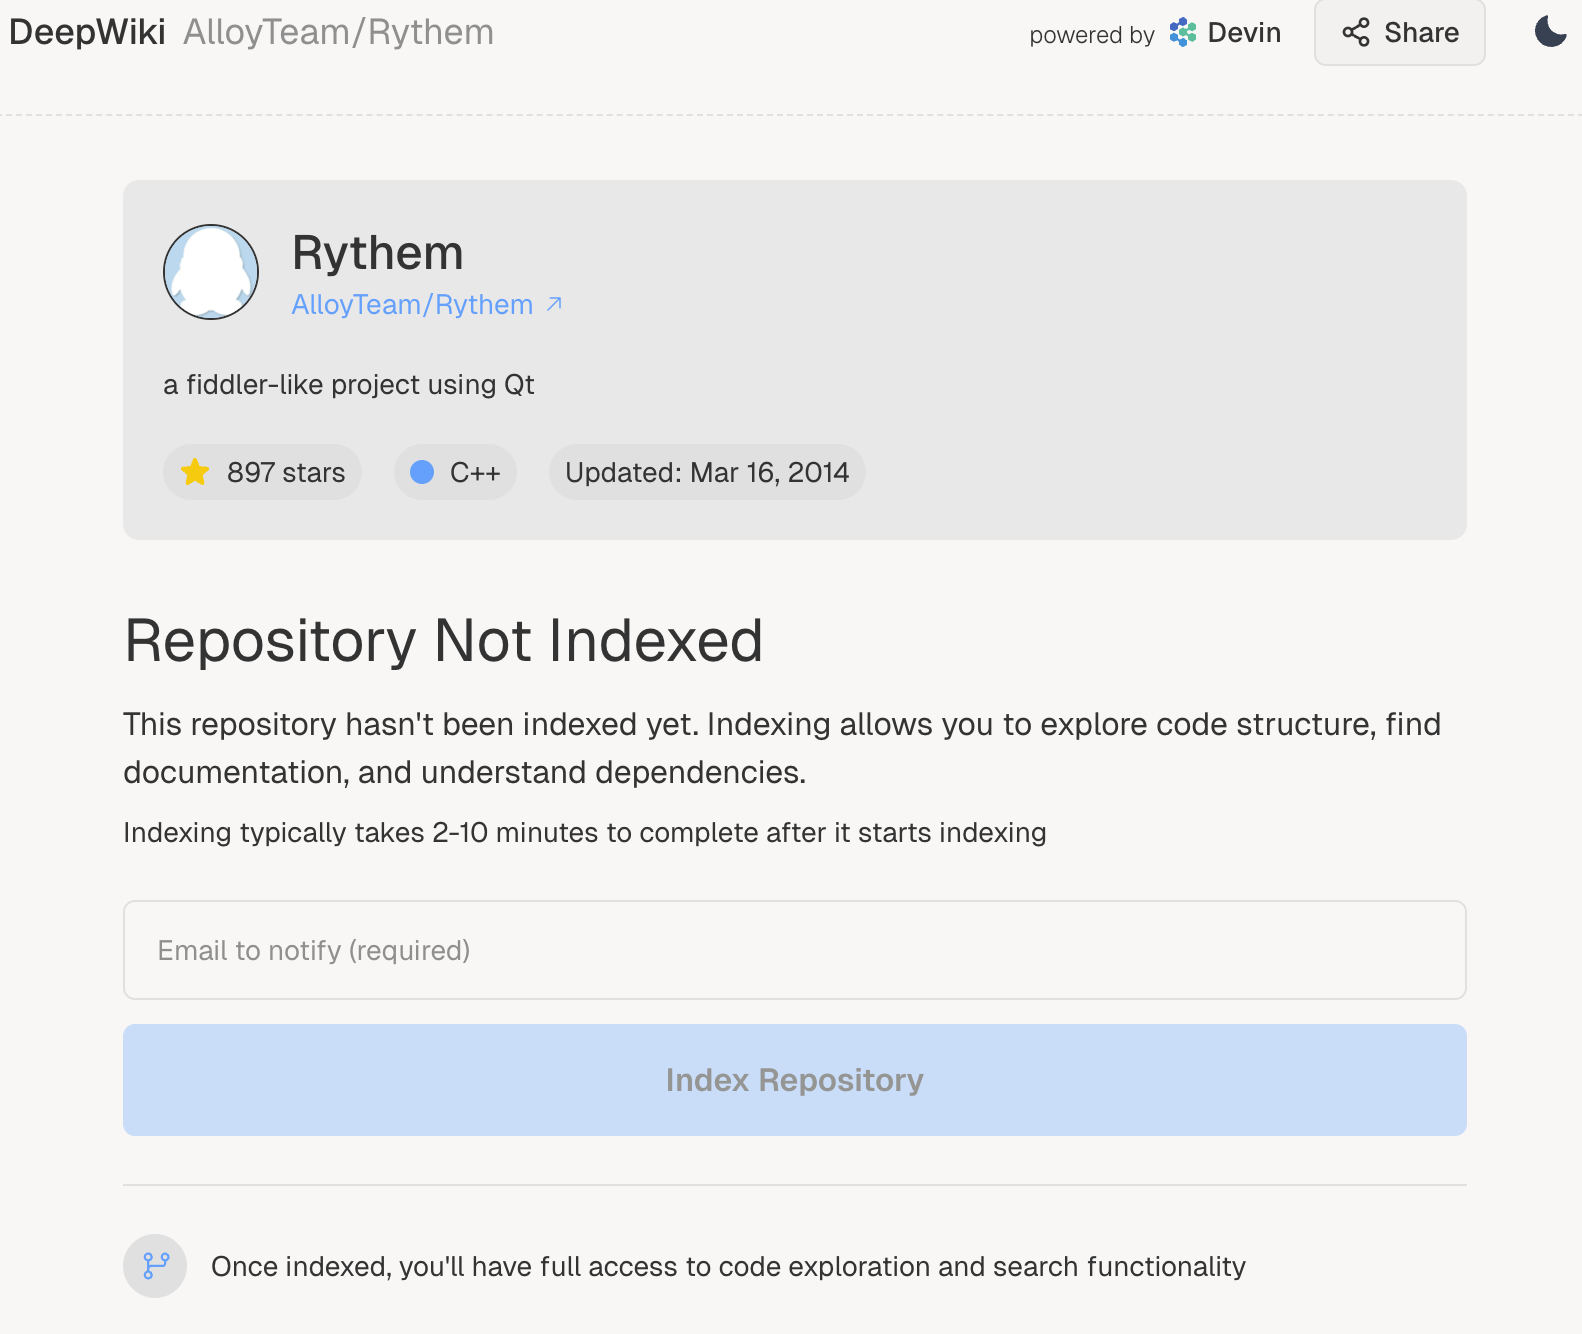 DeepWiki AlloyTeam/Rythem
powered by Devin
Share
Rythem
AlloyTeam/Rythem ↗
a fiddler-like project using Qt
897 stars
C++
Updated: Mar 16, 2014
Repository Not Indexed
This repository hasn't been indexed yet. Indexing allows you to explore code structure, find
documentation, and understand dependencies.
Indexing typically takes 2-10 minutes to complete after it starts indexing
Email to notify (required)
Index Repository
Once indexed, you'll have full access to code exploration and search functionality